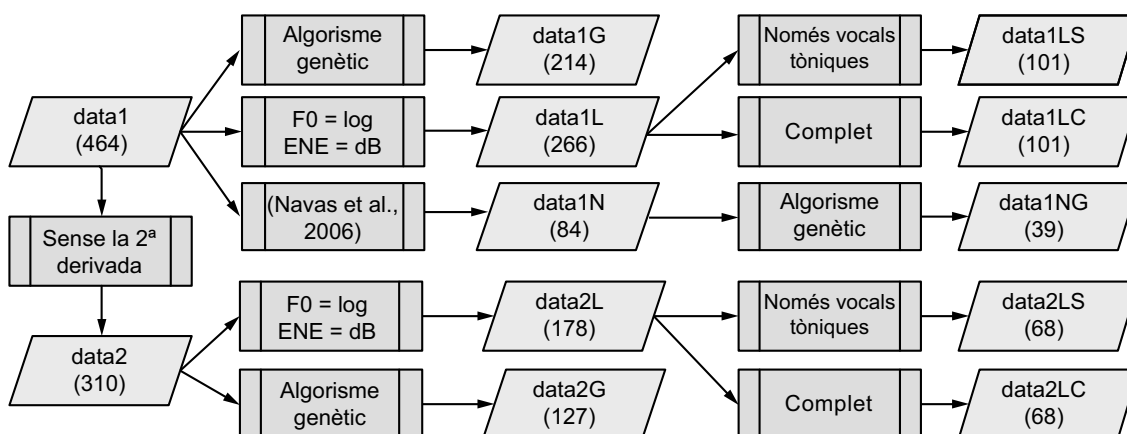 Algorisme
genètic
data1G
(214)
Només vocals
tòniques
data1LS
(101)
data1
(464)
F0 = log
ENE = dB
data1L
(266)
Complet
data1LC
(101)
(Navas et al.,
2006)
data1N
(84)
Algorisme
genètic
data1NG
(39)
Sense la 2ª
derivada
F0 = log
ENE = dB
data2L
(178)
Només vocals
tòniques
data2LS
(68)
data2
(310)
Algorisme
genètic
data2G
(127)
Complet
data2LC
(68)